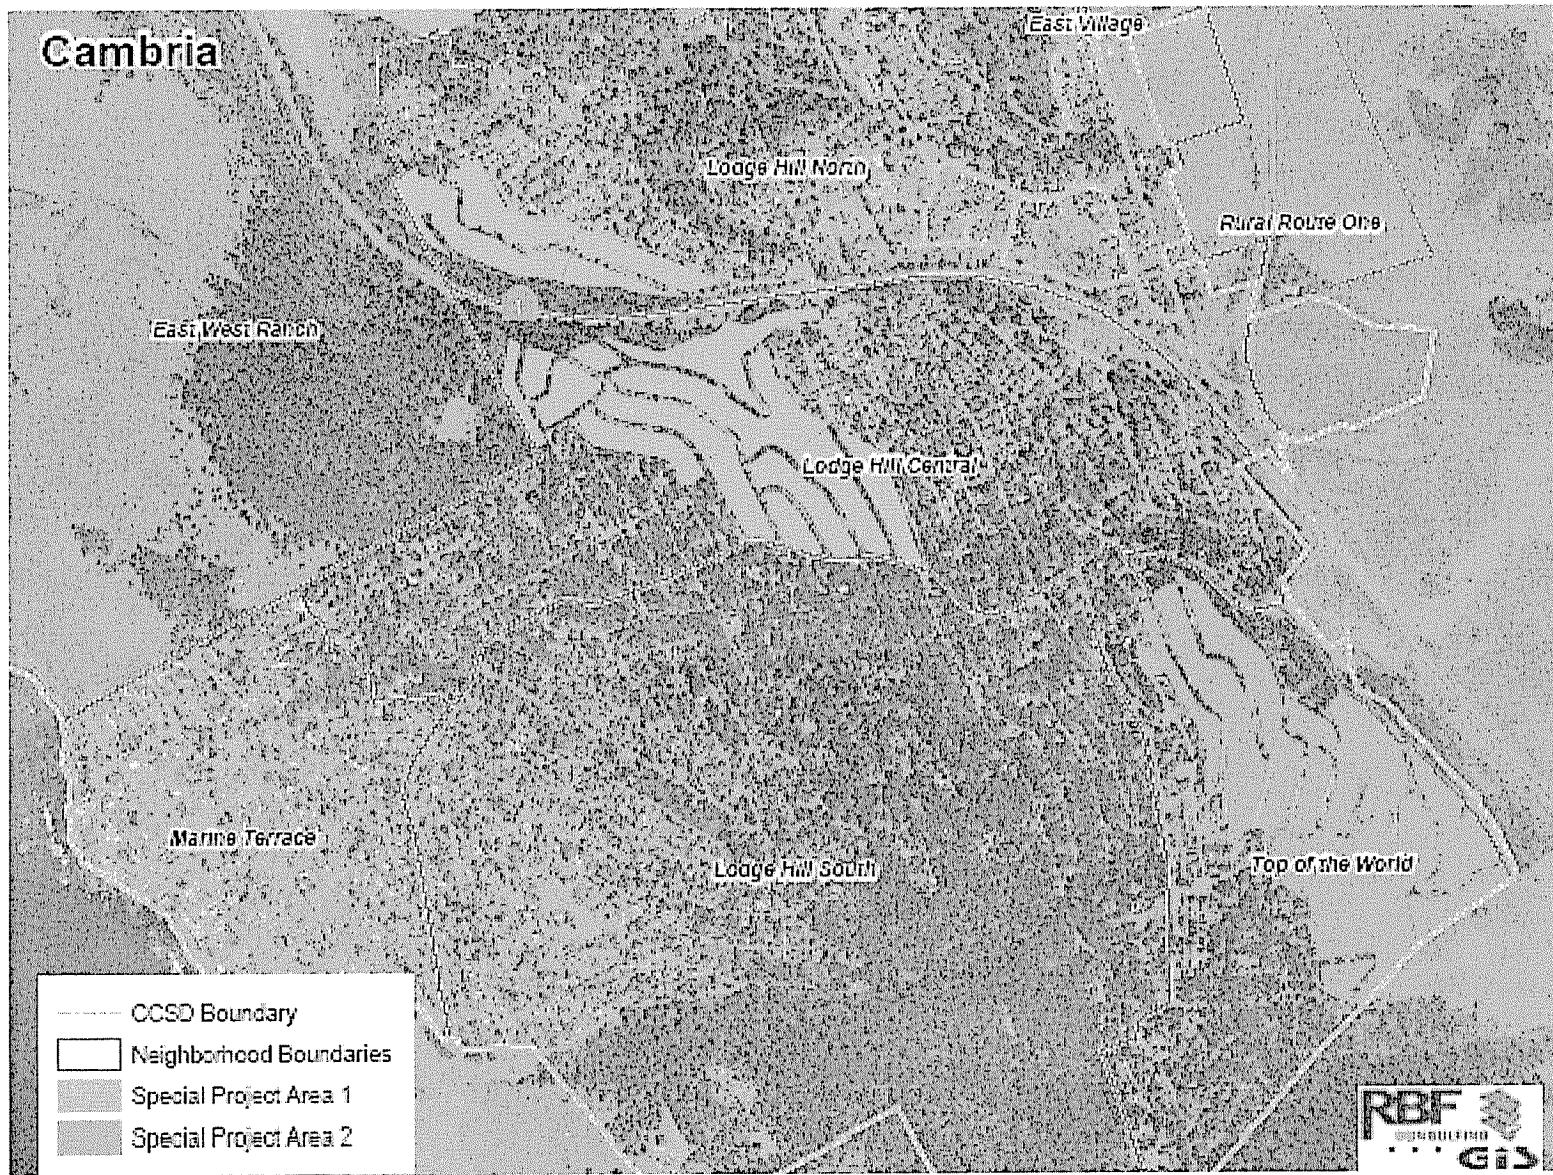 Cambria
East Village
Lodge Hill North
Rural Route One
East West Ranch
Lodge Hill Central
Marine Terrace
Lodge Hill South
Top of the World
CCSD Boundary
Neighborhood Boundaries
Special Project Area 1
Special Project Area 2
RBF
CONSULTING
GIS